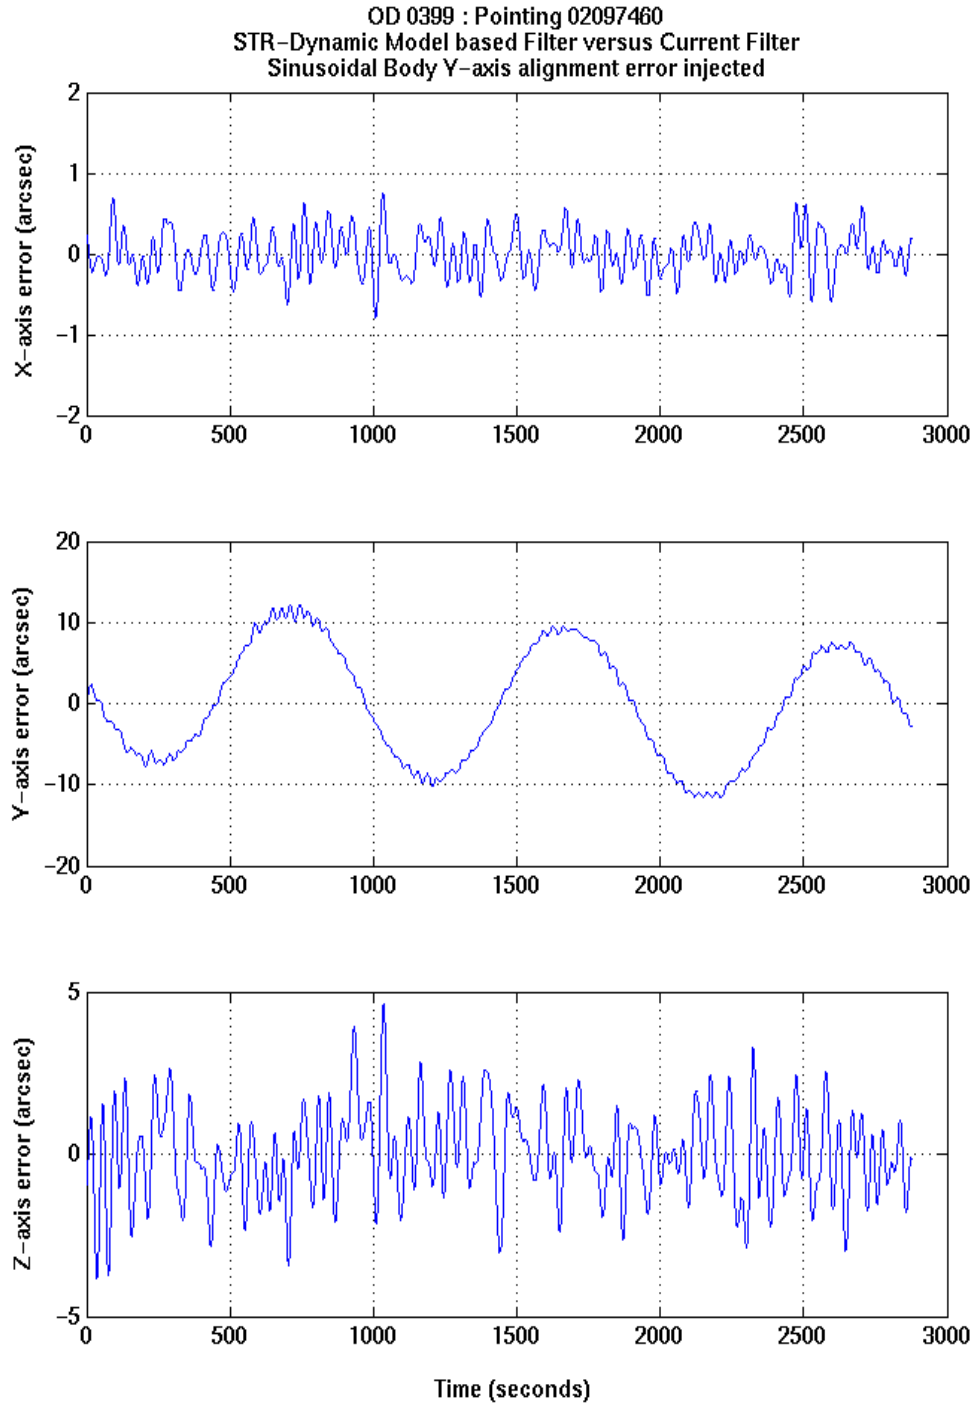 OD 0399 : Pointing 02097460
STR-Dynamic Model based Filter versus Current Filter
Sinusoidal Body Y-axis alignment error injected
X-axis error (arcsec)
2
1
0
-1
-2
0 500 1000 1500 2000 2500 3000
Y-axis error (arcsec)
20
10
0
-10
-20
0 500 1000 1500 2000 2500 3000
Z-axis error (arcsec)
5
0
-5
0 500 1000 1500 2000 2500 3000
Time (seconds)